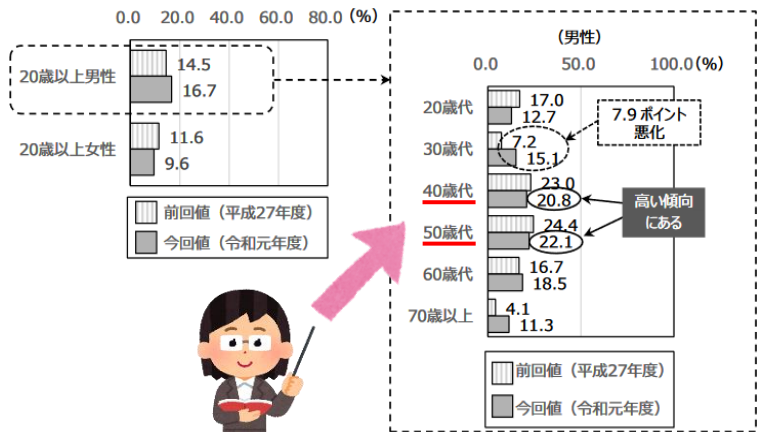 0.0 20.0 40.0 60.0 80.0 (%)
20歳以上男性
14.5
16.7
20歳以上女性
11.6
9.6
前回値（平成27年度）
今回値（令和元年度）
（男性）
0.0 50.0 100.0 (%)
20歳代
17.0
12.7
30歳代
7.2
15.1
7.9 ポイント
悪化
40歳代
23.0
20.8
50歳代
24.4
22.1
高い傾向
にある
60歳代
16.7
18.5
70歳以上
4.1
11.3
前回値（平成27年度）
今回値（令和元年度）